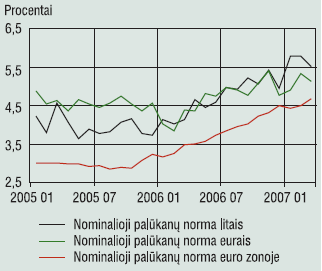 Procentai
6,5
5,5
4,5
3,5
2,5
2005 01 2005 07 2006 01 2006 07 2007 01
Nominalioji palūkanų norma litais
Nominalioji palūkanų norma eurais
Nominalioji palūkanų norma euro zonoje